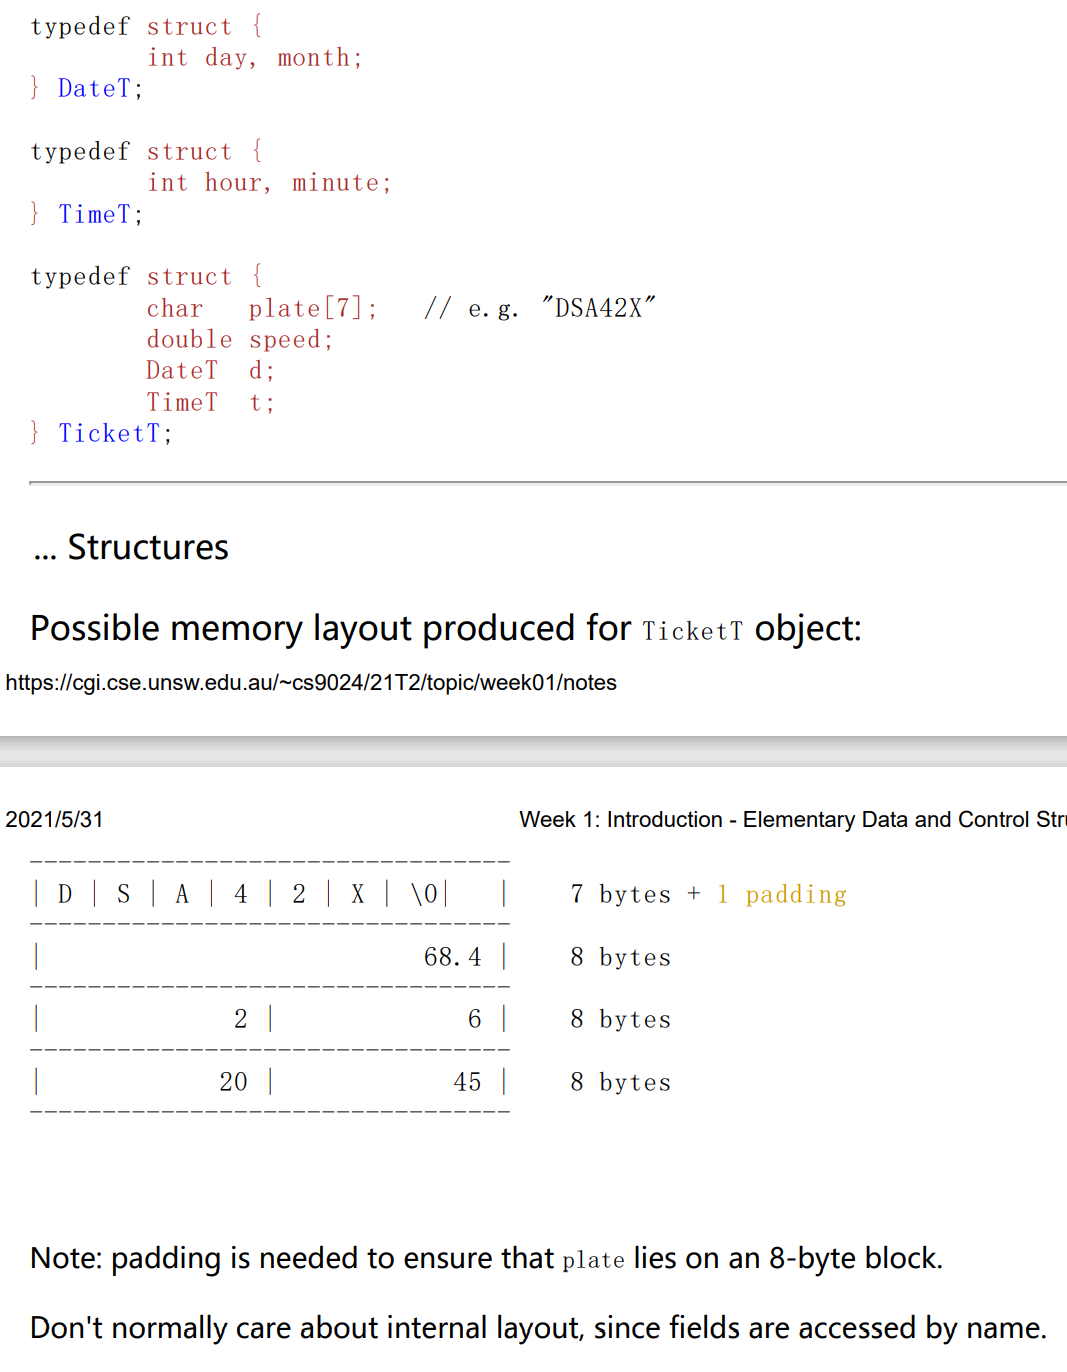 typedef struct {
        int day, month;
} DateT;

typedef struct {
        int hour, minute;
} TimeT;

typedef struct {
        char   plate[7];   // e.g. "DSA42X"
        double speed;
        DateT  d;
        TimeT  t;
} TicketT;
... Structures
Possible memory layout produced for TicketT object:
https://cgi.cse.unsw.edu.au/~cs9024/21T2/topic/week01/notes
2021/5/31 Week 1: Introduction - Elementary Data and Control Stru
---------------------------------
| D | S | A | 4 | 2 | X | \0|   |    7 bytes + 1 padding
---------------------------------
|                          68.4 |    8 bytes
---------------------------------
|             2 |             6 |    8 bytes
---------------------------------
|            20 |            45 |    8 bytes
---------------------------------
Note: padding is needed to ensure that plate lies on an 8-byte block.
Don't normally care about internal layout, since fields are accessed by name.